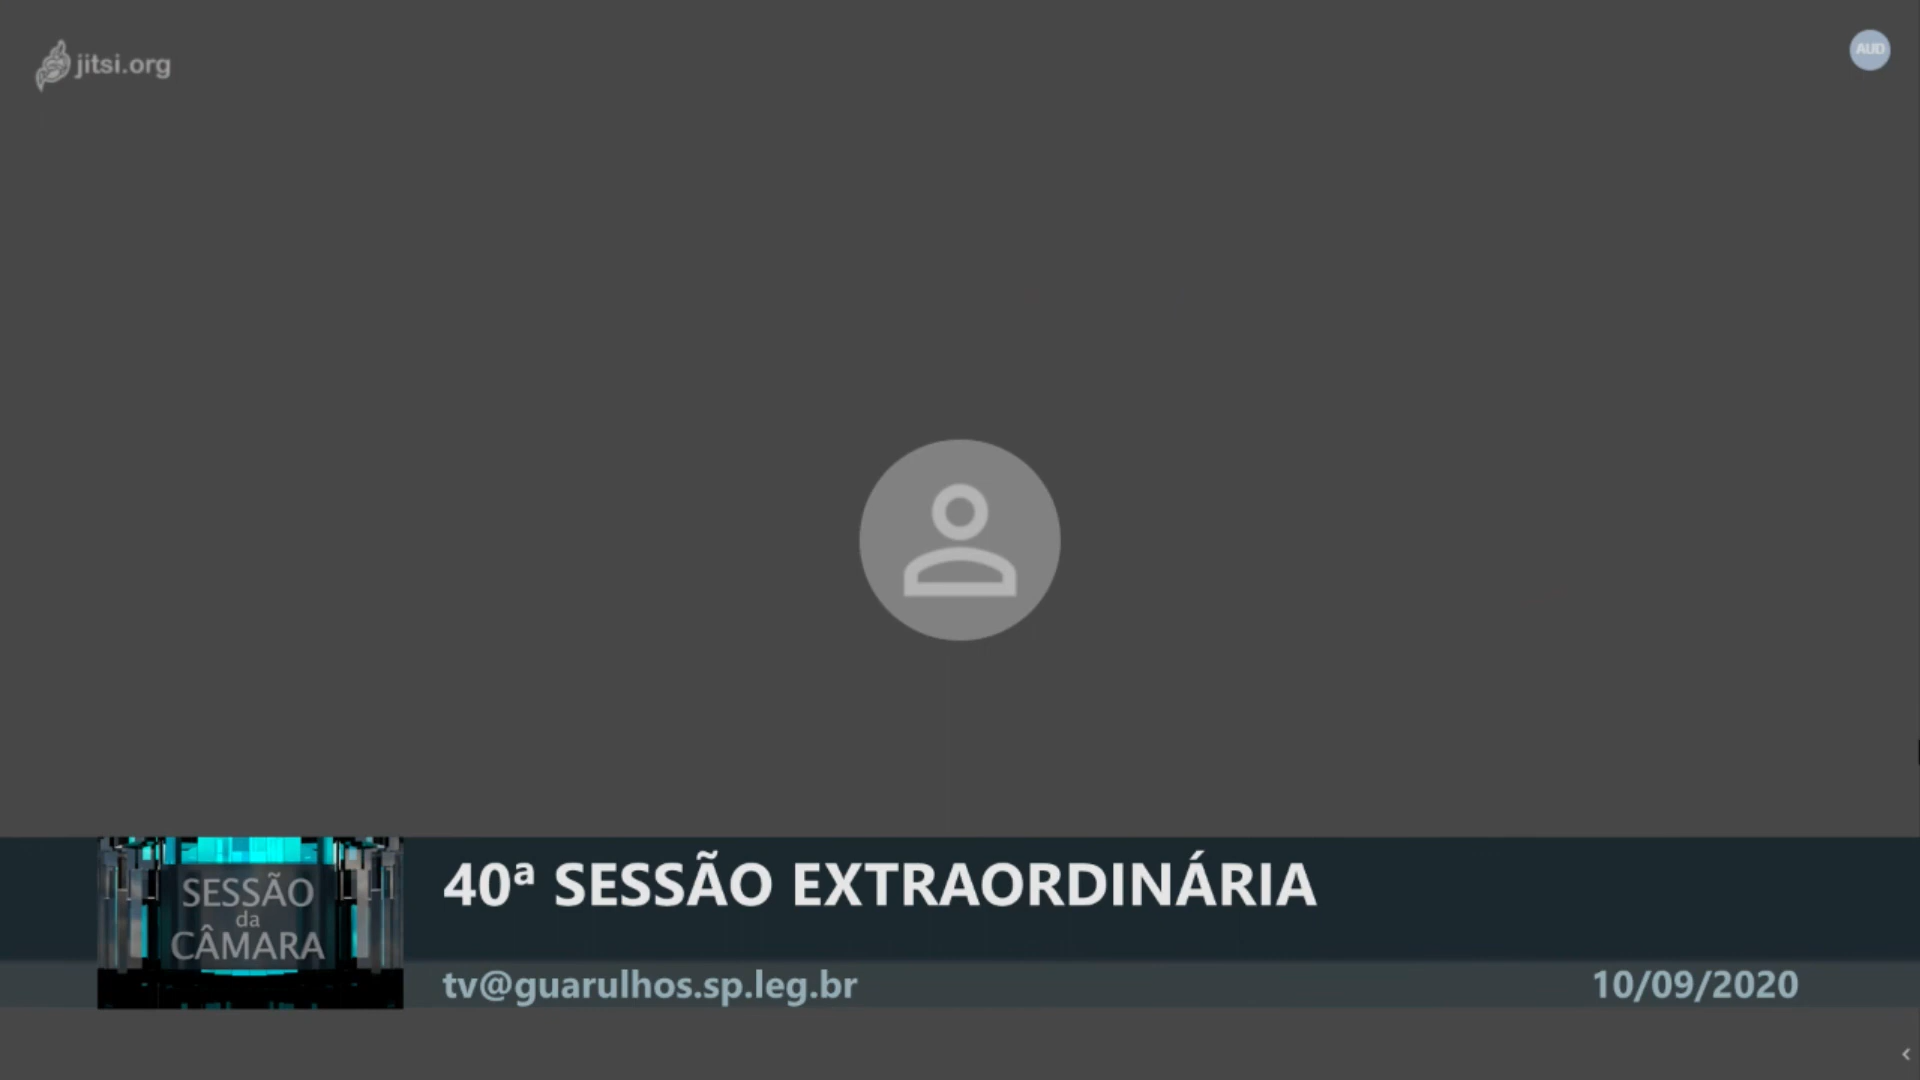 jitsi.org
AUD
SESSÃO
da
CÂMARA
40ª SESSÃO EXTRAORDINÁRIA
tv@guarulhos.sp.leg.br
10/09/2020